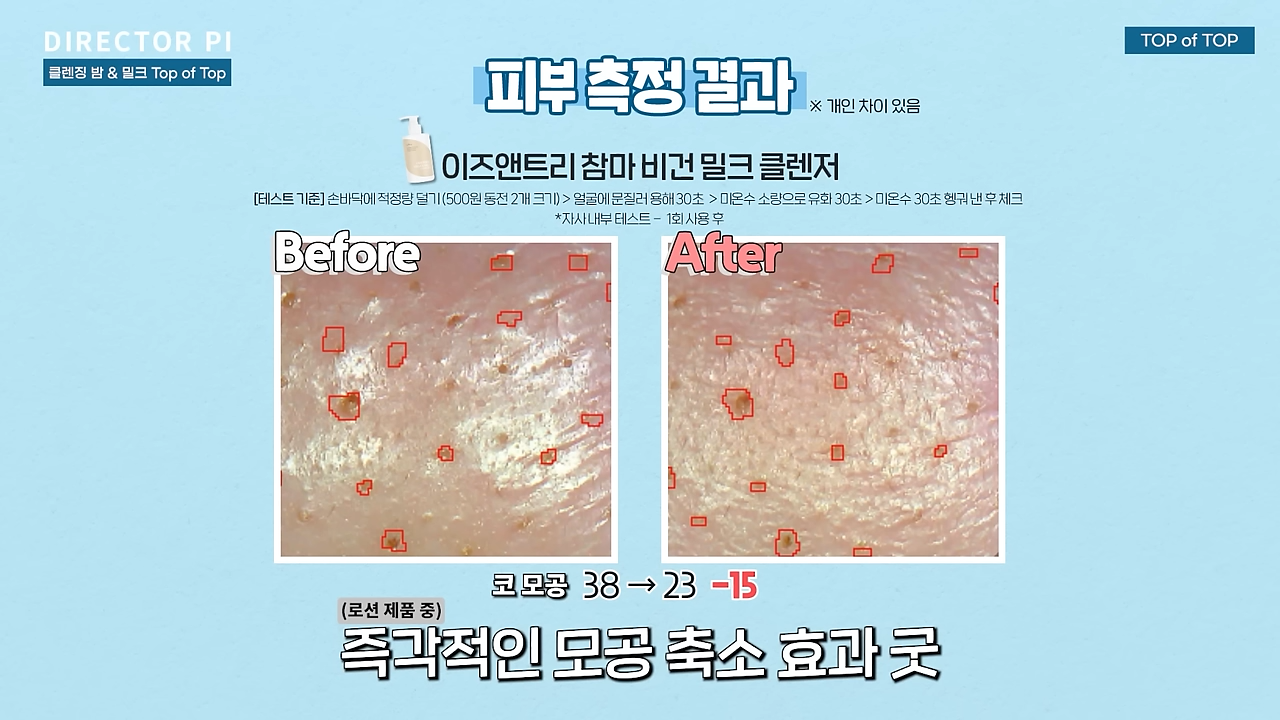 DIRECTOR PI
클렌징 밤 & 밀크 Top of Top
TOP of TOP
피부 측정 결과
※ 개인 차이 있음
이즈앤트리 참마 비건 밀크 클렌저
[테스트 기준] 손바닥에 적정량 덜기 (500원 동전 2개 크기) > 얼굴에 문질러 용해 30초 > 미온수 소량으로 유화 30초 > 미온수 30초 헹궈 낸 후 체크
*자사 내부 테스트 - 1회 사용 후
Before
After
코 모공 38 → 23 -15
(로션 제품 중)
즉각적인 모공 축소 효과 굿